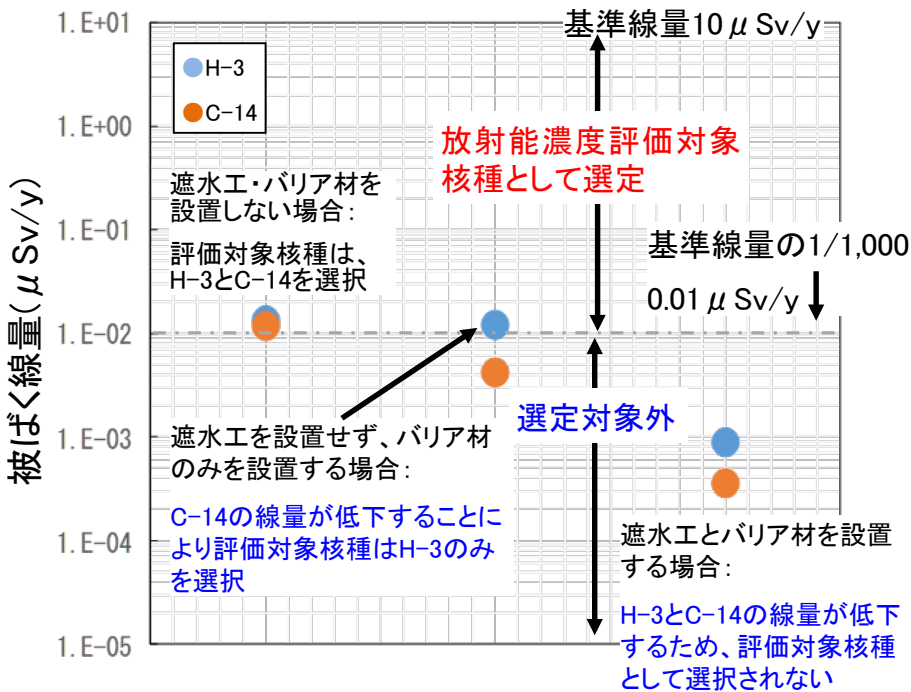 被ばく線量(μSv/y)
1.E+01
1.E+00
1.E-01
1.E-02
1.E-03
1.E-04
1.E-05
H-3
C-14
基準線量10μSv/y
放射能濃度評価対象
核種として選定
遮水工・バリア材を
設置しない場合:
評価対象核種は、
H-3とC-14を選択
基準線量の1/1,000
0.01μSv/y
遮水工を設置せず、バリア材
のみを設置する場合:
C-14の線量が低下することに
より評価対象核種はH-3のみ
を選択
選定対象外
遮水工とバリア材を設置
する場合:
H-3とC-14の線量が低下
するため、評価対象核種
として選択されない